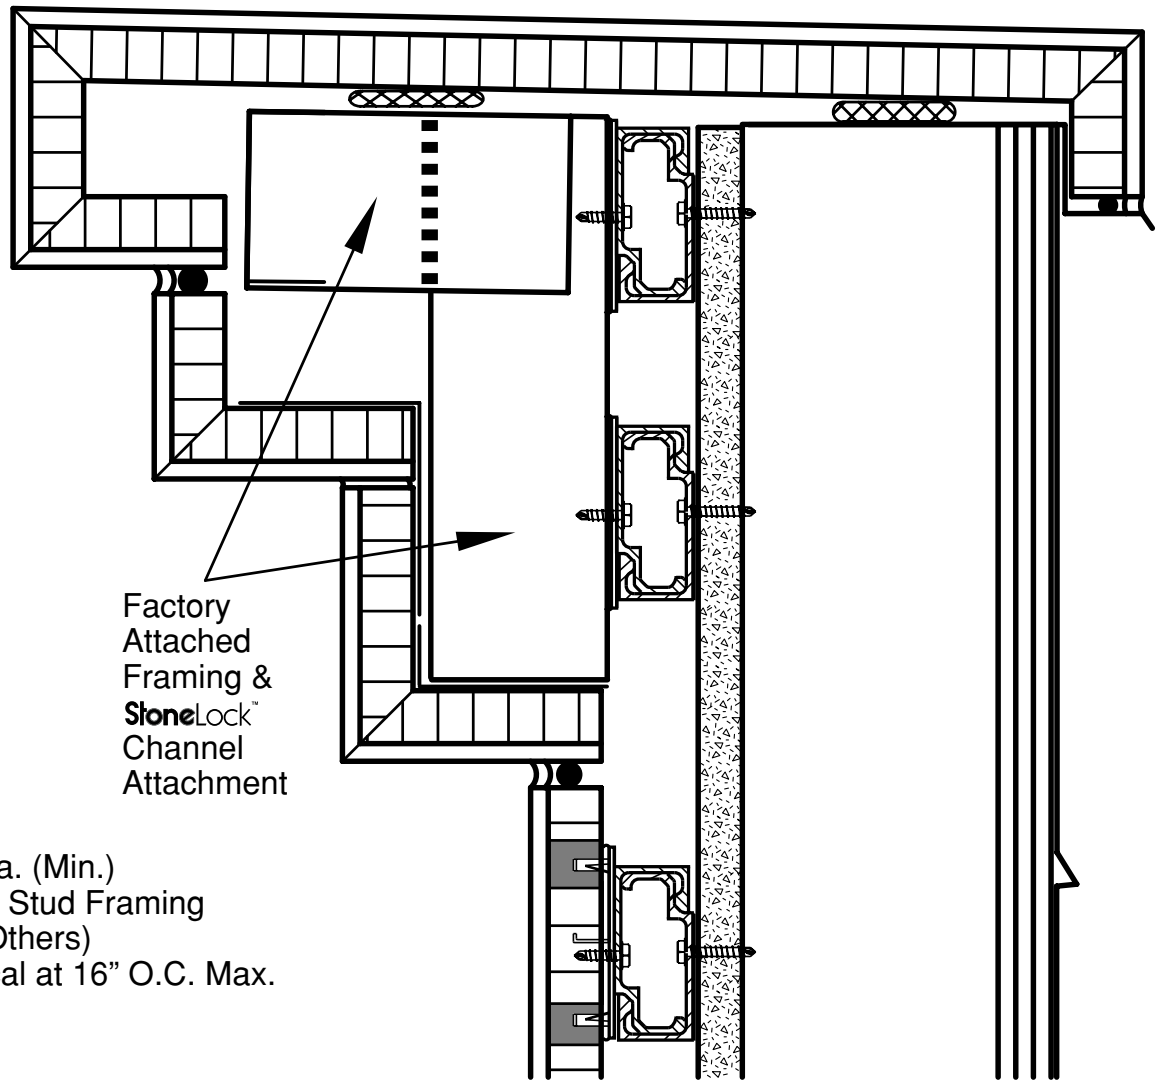 Factory
Attached
Framing &
StoneLock™
Channel
Attachment
a. (Min.)
Stud Framing
Others)
al at 16” O.C. Max.